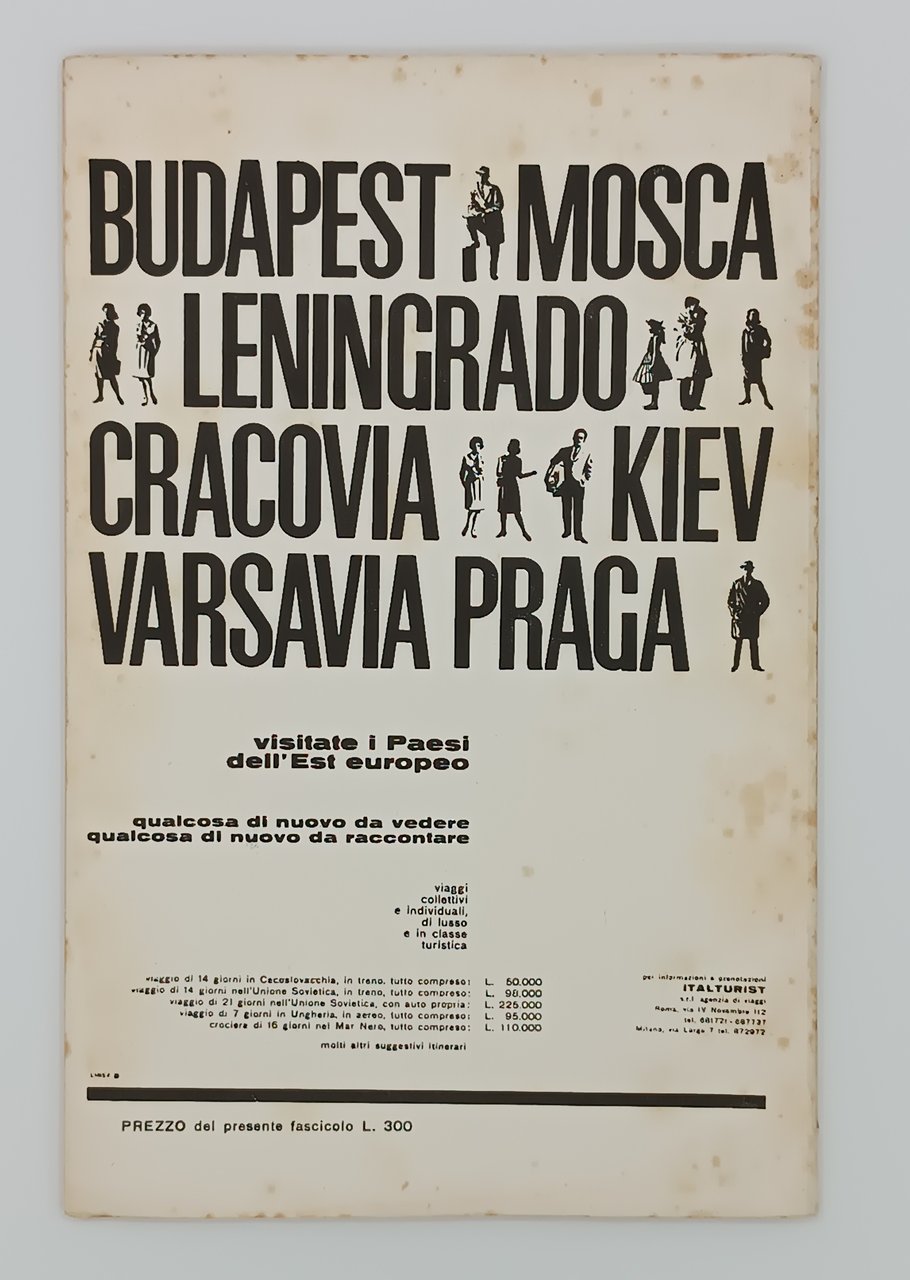 BUDAPEST MOSCA
LENINGRADO
CRACOVIA KIEV
VARSAVIA PRAGA
visitate i Paesi
dell'Est europeo
qualcosa di nuovo da vedere
qualcosa di nuovo da raccontare
viaggi
collettivi
e individuali,
di lusso
e in classe
turistica
viaggio di 14 giorni in Cecoslovacchia, in treno, tutto compreso: L. 60.000
viaggio di 14 giorni nell'Unione Sovietica, in treno, tutto compreso: L. 98.000
viaggio di 21 giorni nell'Unione Sovietica, con auto propria: L. 225.000
viaggio di 7 giorni in Ungheria, in aereo, tutto compreso: L. 95.000
crociera di 16 giorni nel Mar Nero, tutto compreso: L. 110.000
molti altri suggestivi itinerari
per informazioni e prenotazioni
ITALTURIST
s.r.l. agenzia di viaggi
Roma, via IV Novembre 112
tel. 681721 - 687737
Milano, via Larga 7 tel. 872972
PREZZO del presente fascicolo L. 300